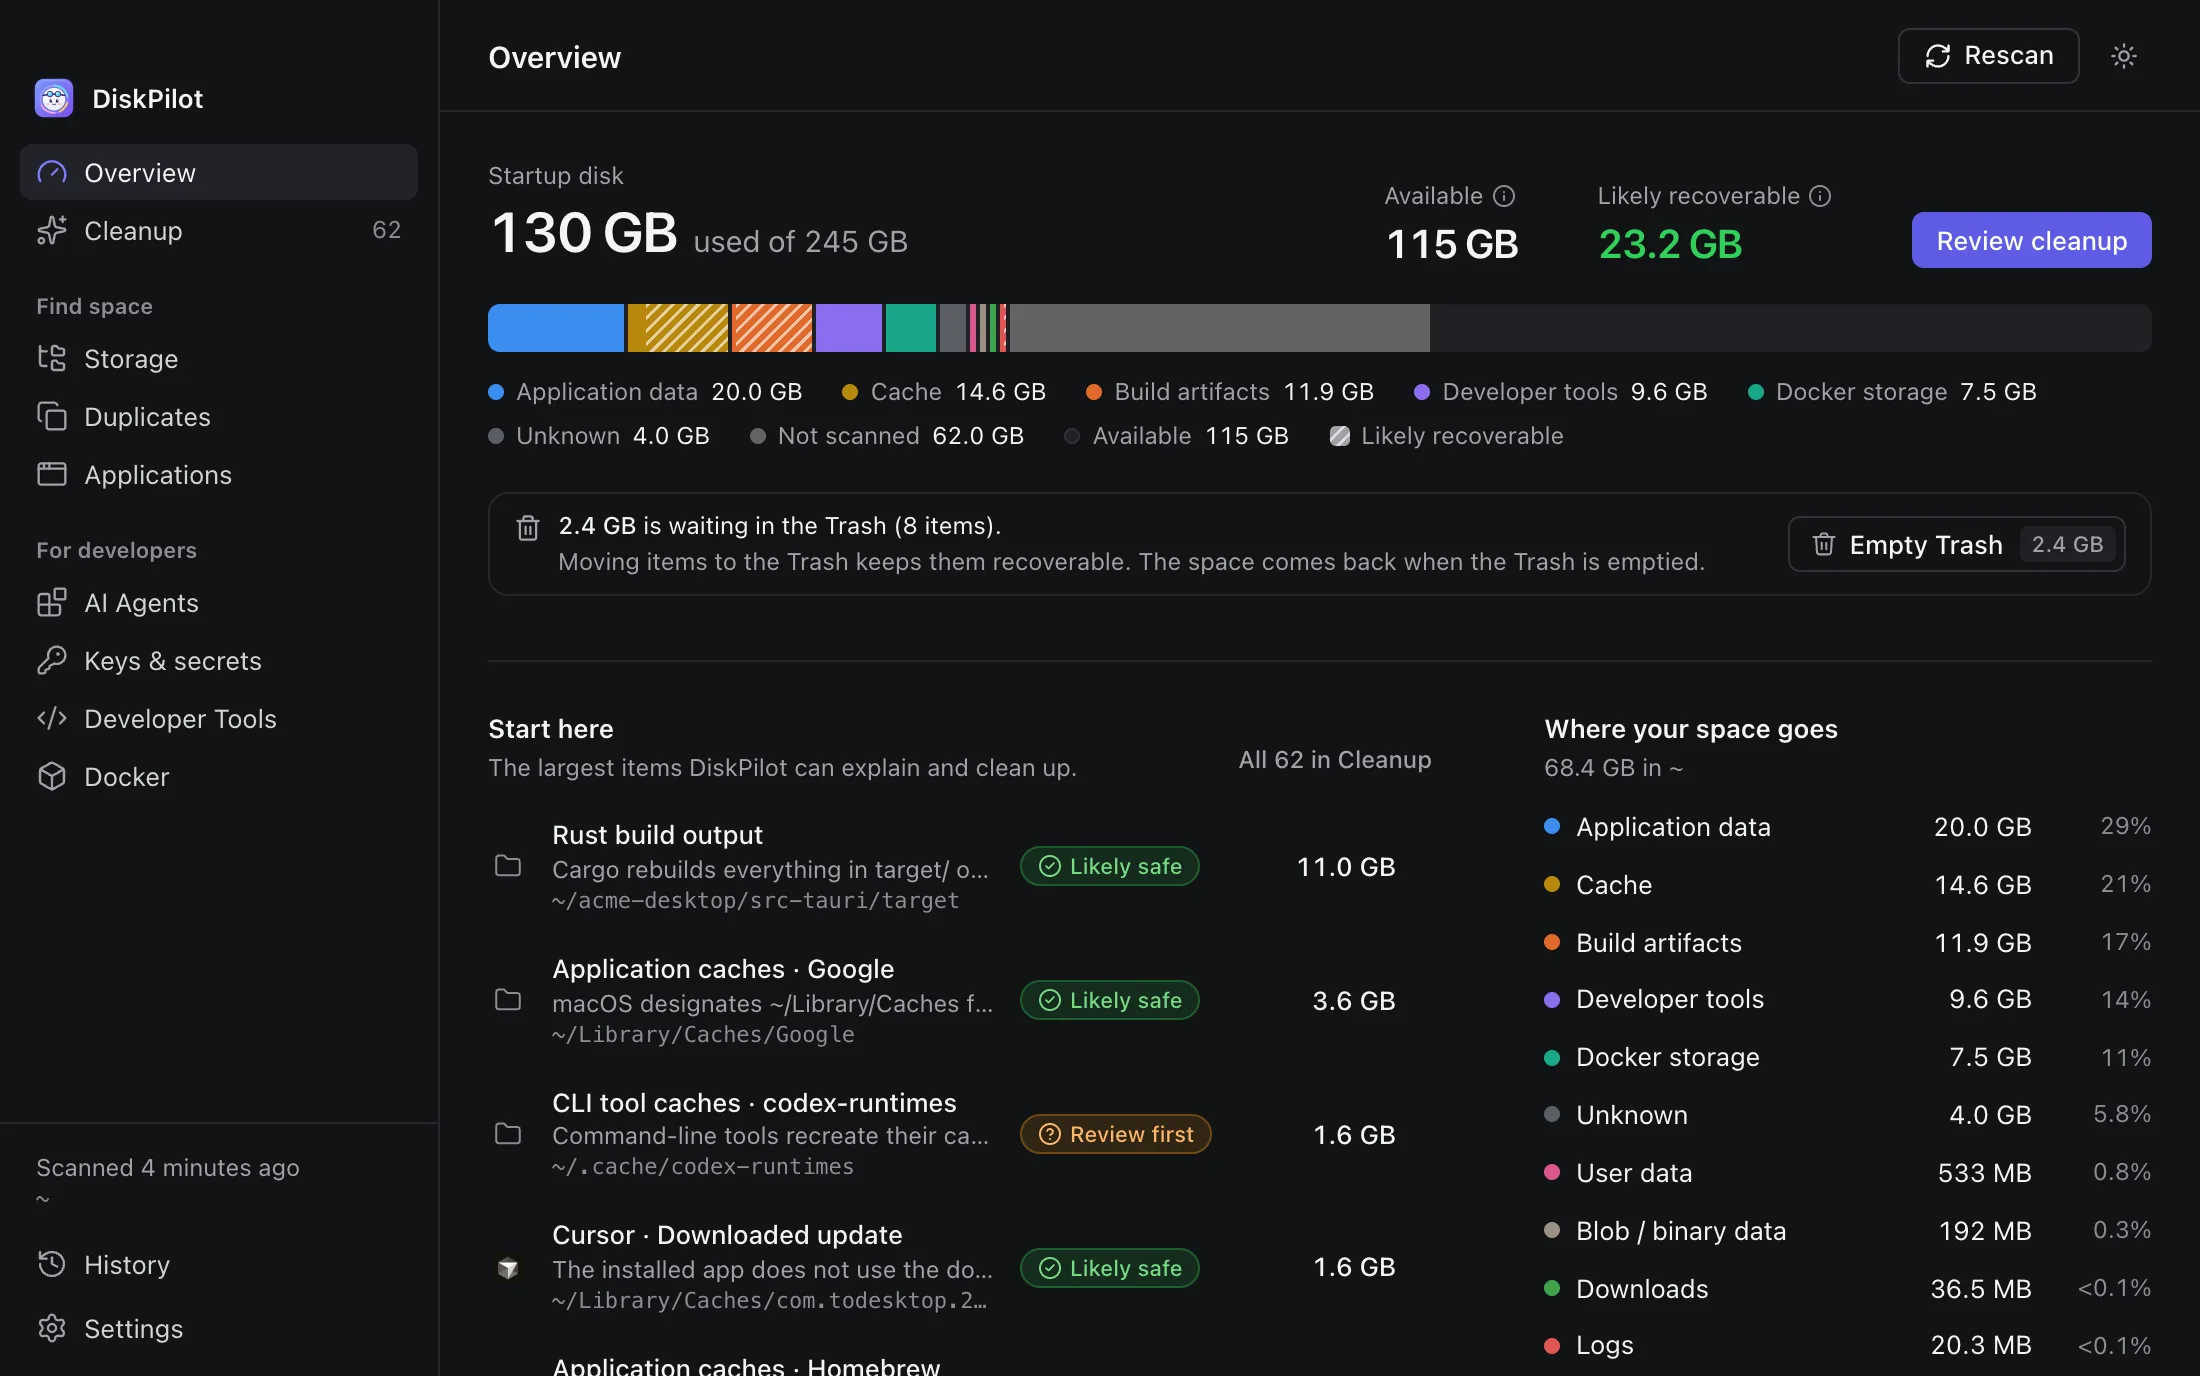 DiskPilot
Overview
Cleanup 62
Find space
Storage
Duplicates
Applications
For developers
AI Agents
Keys & secrets
Developer Tools
Docker
Scanned 4 minutes ago
~
History
Settings
Overview
Rescan
Startup disk
130 GB used of 245 GB
Available
115 GB
Likely recoverable
23.2 GB
Review cleanup
Application data 20.0 GB Cache 14.6 GB Build artifacts 11.9 GB Developer tools 9.6 GB Docker storage 7.5 GB
Unknown 4.0 GB Not scanned 62.0 GB Available 115 GB Likely recoverable
2.4 GB is waiting in the Trash (8 items).
Moving items to the Trash keeps them recoverable. The space comes back when the Trash is emptied.
Empty Trash 2.4 GB
Start here
The largest items DiskPilot can explain and clean up.
All 62 in Cleanup
Rust build output
Cargo rebuilds everything in target/ o...
~/acme-desktop/src-tauri/target
Likely safe
11.0 GB
Application caches · Google
macOS designates ~/Library/Caches f...
~/Library/Caches/Google
Likely safe
3.6 GB
CLI tool caches · codex-runtimes
Command-line tools recreate their ca...
~/.cache/codex-runtimes
Review first
1.6 GB
Cursor · Downloaded update
The installed app does not use the do...
~/Library/Caches/com.todesktop.2...
Likely safe
1.6 GB
Application caches · Homebrew
Where your space goes
68.4 GB in ~
Application data 20.0 GB 29%
Cache 14.6 GB 21%
Build artifacts 11.9 GB 17%
Developer tools 9.6 GB 14%
Docker storage 7.5 GB 11%
Unknown 4.0 GB 5.8%
User data 533 MB 0.8%
Blob / binary data 192 MB 0.3%
Downloads 36.5 MB <0.1%
Logs 20.3 MB <0.1%